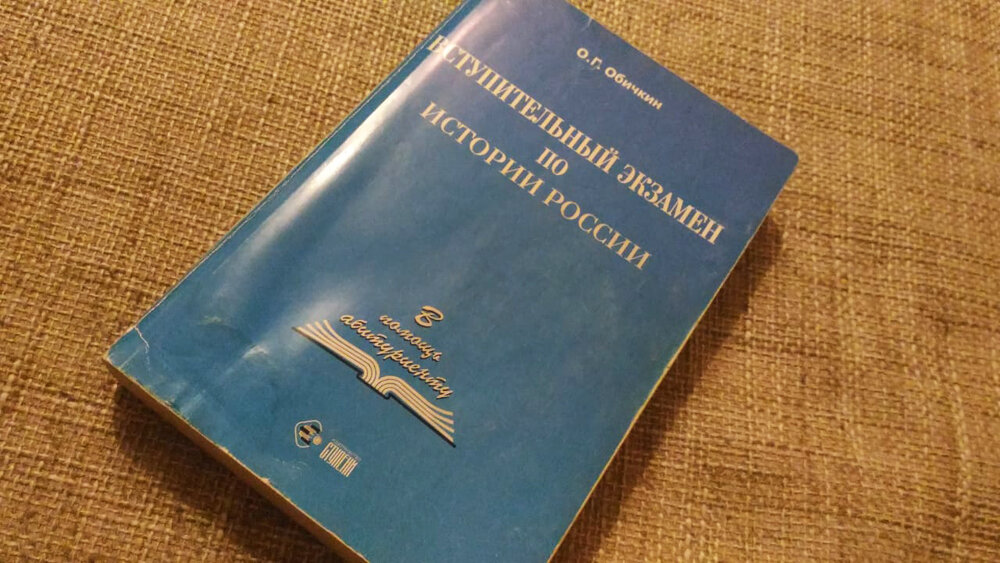 О.Г. Обичкин
ВСТУПИТЕЛЬНЫЙ ЭКЗАМЕН
ПО
ИСТОРИИ РОССИИ
В
помощь
абитуриенту